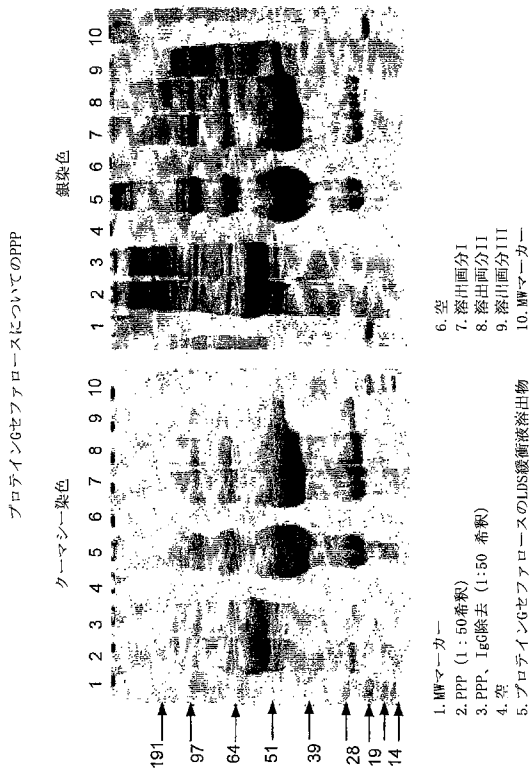 プロテインGセファロースについてのPPP
クーマシー染色
銀染色
1 2 3 4 5 6 7 8 9 10
1 2 3 4 5 6 7 8 9 10
191
97
64
51
39
28
19
14
1. MWマーカー
2. PPP (1:50希釈)
3. PPP、IgG除去 (1:50 希釈)
4. 空
5. プロテインGセファロースのLDS緩衝液溶出物
6. 空
7. 溶出画分I
8. 溶出画分II
9. 溶出画分III
10. MWマーカー